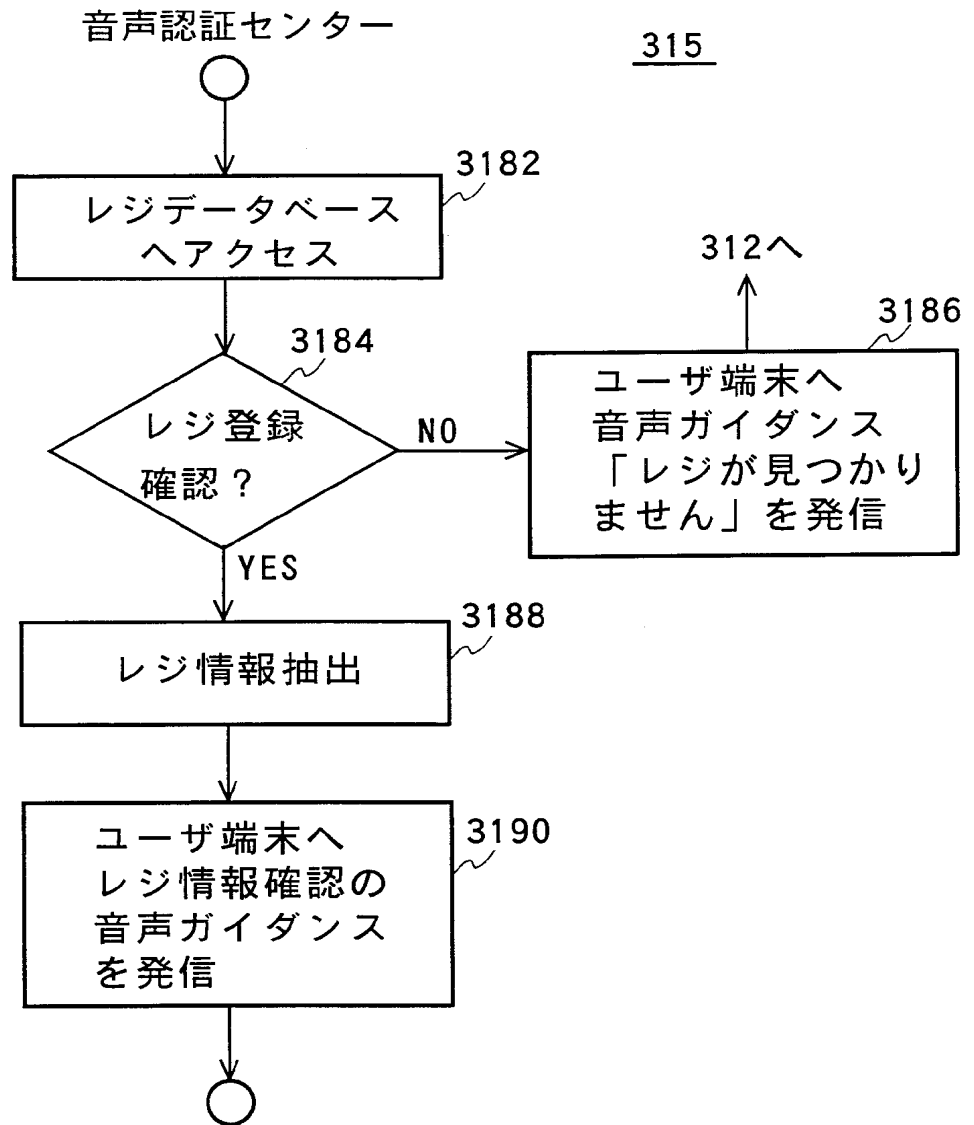 音声認証センター
315
3182
レジデータベース
へアクセス
3184
レジ登録
確認？
NO
312へ
3186
ユーザ端末へ
音声ガイダンス
「レジが見つかり
ません」を発信
YES
3188
レジ情報抽出
3190
ユーザ端末へ
レジ情報確認の
音声ガイダンス
を発信